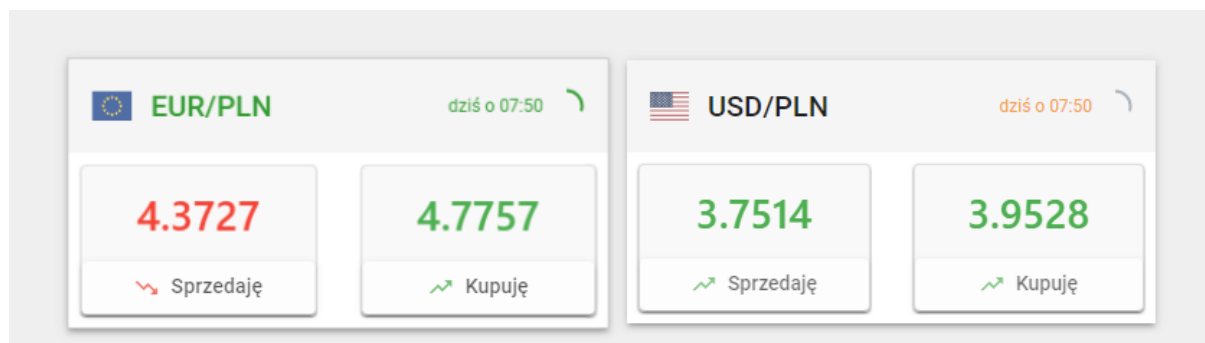 EUR/PLN dziś o 07:50
4.3727 4.7757
Sprzedaję Kupuję
USD/PLN dziś o 07:50
3.7514 3.9528
Sprzedaję Kupuję